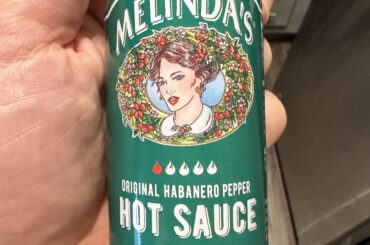 MELINDA'S
ORIGINAL HABANERO PEPPER
HOT SAUCE